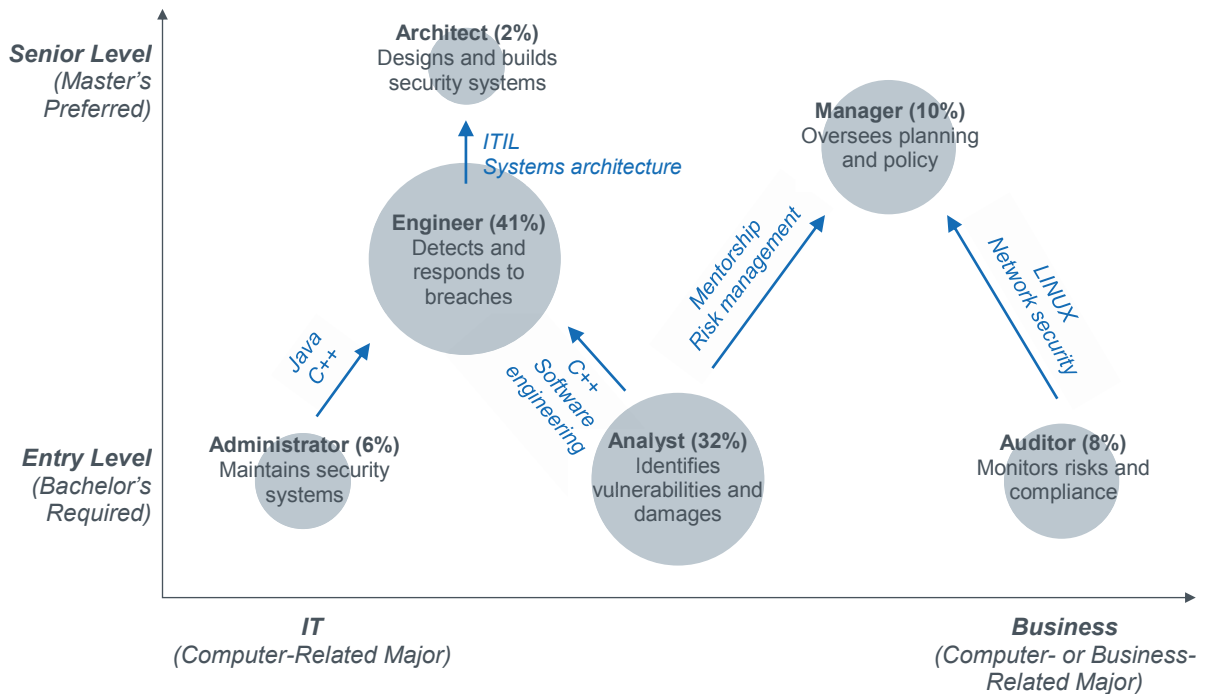 Senior Level
(Master's
Preferred)
Architect (2%)
Designs and builds
security systems
Manager (10%)
Oversees planning
and policy
ITIL
Systems architecture
Engineer (41%)
Detects and
responds to
breaches
Mentorship
Risk management
LINUX
Network security
Java
C++
C++
Software
engineering
Entry Level
(Bachelor's
Required)
Administrator (6%)
Maintains security
systems
Analyst (32%)
Identifies
vulnerabilities and
damages
Auditor (8%)
Monitors risks and
compliance
IT
(Computer-Related Major)
Business
(Computer- or Business-
Related Major)